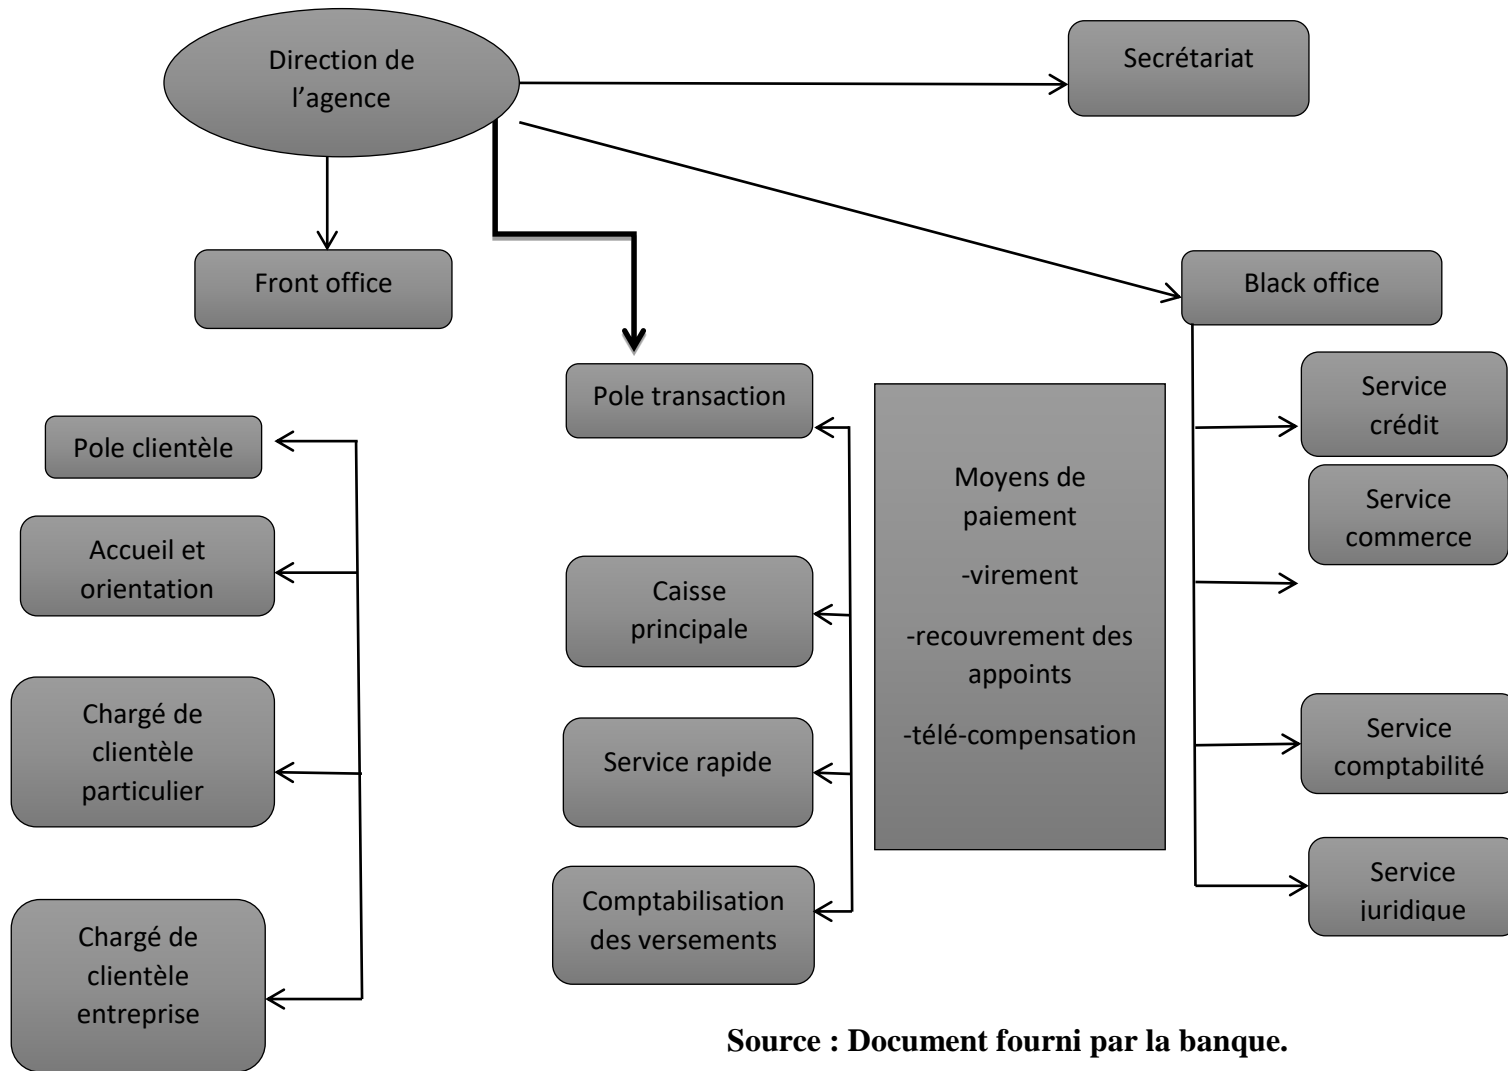 Direction de
l’agence
Secrétariat
Front office
Black office
Pole transaction
Pole clientèle
Accueil et
orientation
Chargé de
clientèle
particulier
Chargé de
clientèle
entreprise
Caisse
principale
Service rapide
Comptabilisation
des versements
Moyens de
paiement
-virement
-recouvrement des
appoints
-télé-compensation
Service
crédit
Service
commerce
Service
comptabilité
Service
juridique
Source : Document fourni par la banque.